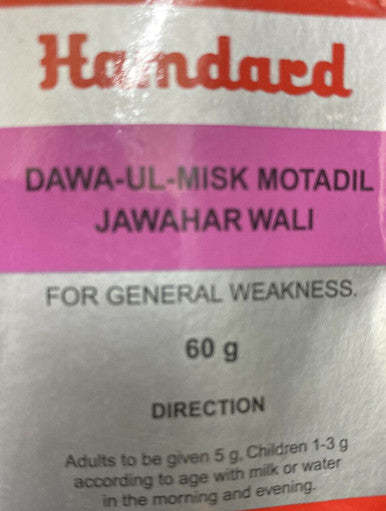 Hamdard
DAWA-UL-MISK MOTADIL
JAWAHAR WALI
FOR GENERAL WEAKNESS.
60 g
DIRECTION
Adults to be given 5 g, Children 1-3 g
according to age with milk or water
in the morning and evening.